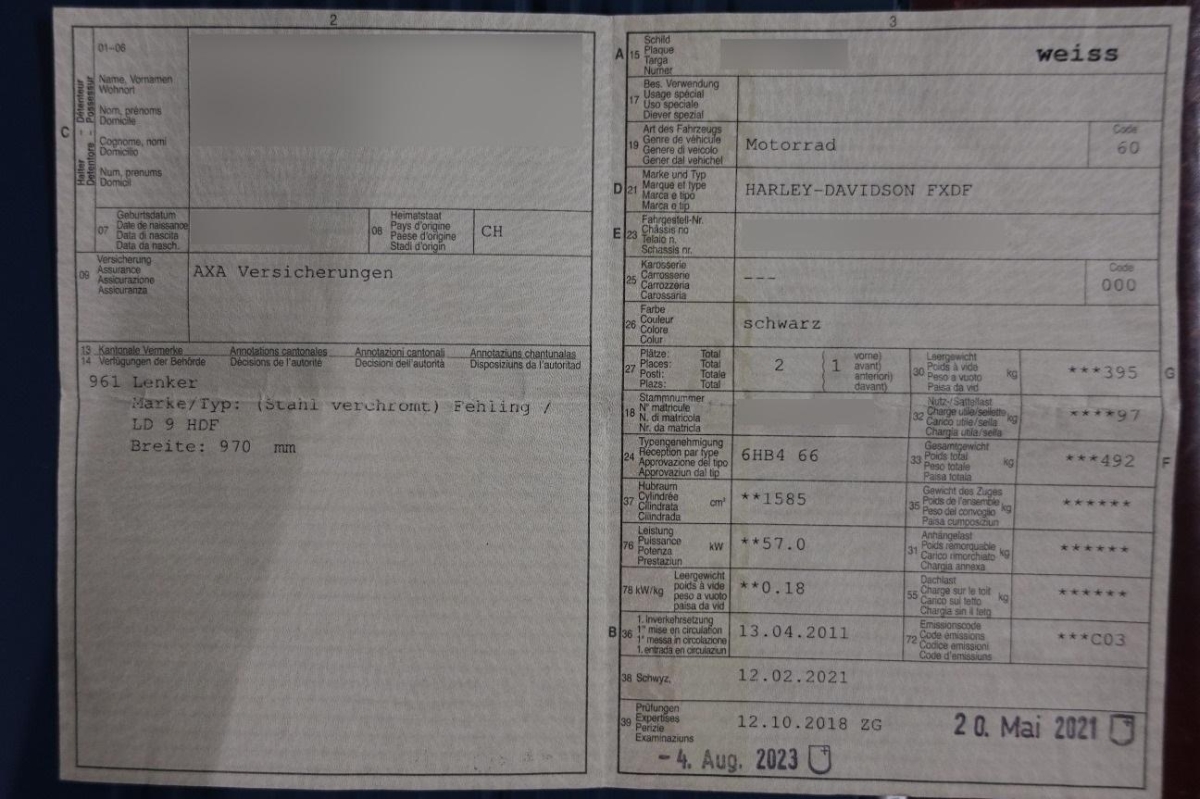 2
01-06
Halter - Détenteur
Detentore - Possessur
C
Name, Vornamen
Wohnort
Nom, prénoms
Domicile
Cognome, nomi
Domicilio
Num, prenums
Domicil
07
Geburtsdatum
Date de naissance
Data di nascita
Data da nasch.
08
Heimatstaat
Pays d'origine
Paese d'origine
Stadi d'origin
CH
09
Versicherung
Assurance
Assicurazione
Assicuranza
AXA Versicherungen
13 Kantonale Vermerke Annotations cantonales Annotazioni cantonali Annotaziuns chantunalas
14 Verfügungen der Behörde Décisions de l'autorité Decisioni dell'autorità Disposiziuns da l'autoritad
961 Lenker
Marke/Typ: (Stahl verchromt) Fehling /
LD 9 HDF
Breite: 970 mm
3
A 15
Schild
Plaque
Targa
Numer
weiss
17
Bes. Verwendung
Usage spécial
Uso speciale
Diever spezial
19
Art des Fahrzeugs
Genre de véhicule
Genere di veicolo
Gener dal vehichel
Motorrad
Code
60
D 21
Marke und Typ
Marque et type
Marca e tipo
Marca e tip
HARLEY-DAVIDSON FXDF
E 23
Fahrgestell-Nr.
Châssis no
Telaio n.
Schassis nr.
25
Karosserie
Carrosserie
Carrozzeria
Carossaria
---
Code
000
26
Farbe
Couleur
Colore
Colur
schwarz
27
Plätze: Total
Places: Total
Posti: Totale
Plazs: Total
2
1
vorne)
avant)
anteriori)
davant)
30
Leergewicht
Poids à vide
Peso a vuoto
Paisa da vid
kg
***395
G
18
Stammnummer
N° matricule
N. di matricola
Nr. da matricla
32
Nutz-/Sattellast
Charge utile/sellette
Carico utile/sella
Chargia utila/sella
kg
****97
24
Typengenehmigung
Réception par type
Approvazione del tipo
Approvaziun dal tip
6HB4 66
33
Gesamtgewicht
Poids total
Peso totale
Paisa totala
kg
***492
F
37
Hubraum
Cylindrée
Cilindrata
Cilindrada
cm³
**1585
35
Gewicht des Zuges
Poids de l'ensemble
Peso del convoglio
Paisa cumposiziun
kg
******
76
Leistung
Puissance
Potenza
Prestaziun
kW
**57.0
31
Anhängelast
Poids remorquable
Carico rimorchiato
Chargia annexa
kg
******
78 kW/kg
Leergewicht
poids à vide
peso a vuoto
paisa da vid
**0.18
55
Dachlast
Charge sur le toit
Carico sul tetto
Chargia sin il tetg
kg
******
B 36
1. Inverkehrsetzung
1re mise en circulation
1a messa in circolazione
1. entrada en circulaziun
13.04.2011
72
Emissionscode
Code émissions
Codice emissioni
Code d'emissiuns
***C03
38 Schwyz.
12.02.2021
39
Prüfungen
Expertises
Perizie
Examinaziuns
12.10.2018 ZG
20. Mai 2021
- 4. Aug. 2023